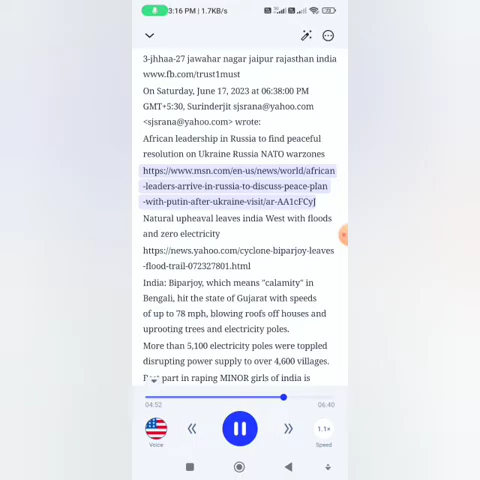 3:16 PM | 1.7KB/s
73
3-jhhaa-27 jawahar nagar jaipur rajasthan india
www.fb.com/trust1must
On Saturday, June 17, 2023 at 06:38:00 PM
GMT+5:30, Surinderjit sjsrana@yahoo.com
<sjsrana@yahoo.com> wrote:
African leadership in Russia to find peaceful
resolution on Ukraine Russia NATO warzones
https://www.msn.com/en-us/news/world/african
-leaders-arrive-in-russia-to-discuss-peace-plan
-with-putin-after-ukraine-visit/ar-AA1cFCyJ
Natural upheaval leaves india West with floods
and zero electricity
https://news.yahoo.com/cyclone-biparjoy-leaves
-flood-trail-072327801.html
India: Biparjoy, which means "calamity" in
Bengali, hit the state of Gujarat with speeds
of up to 78 mph, blowing roofs off houses and
uprooting trees and electricity poles.
More than 5,100 electricity poles were toppled
disrupting power supply to over 4,600 villages.
part in raping MINOR girls of india is
04:52
06:40
1.1×
Voice
Speed